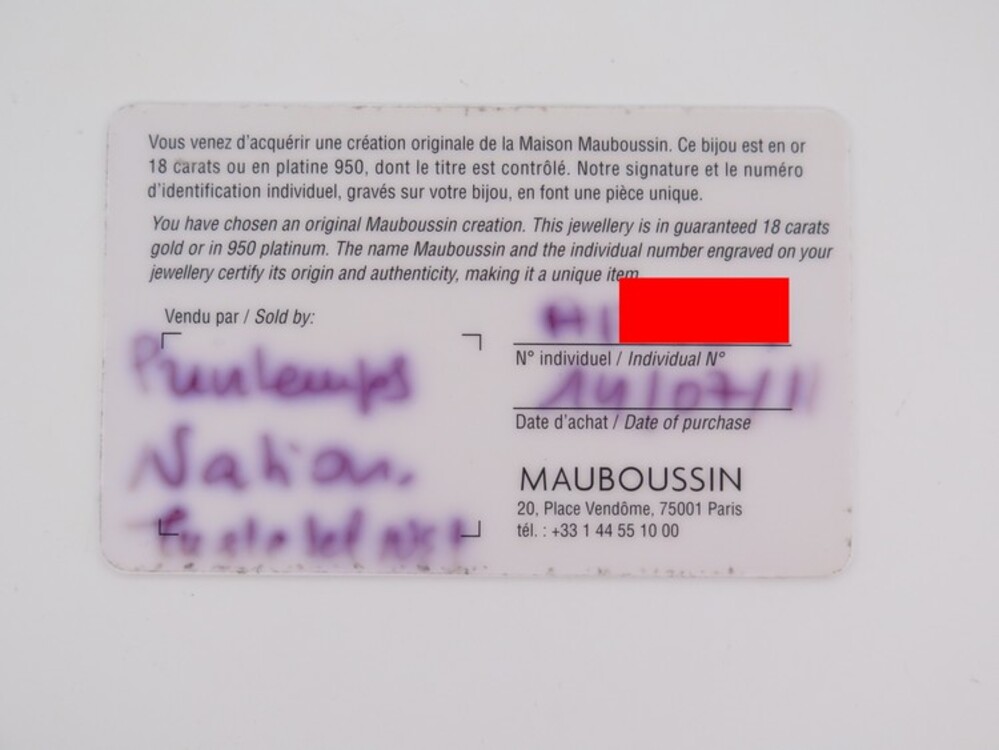 Vous venez d'acquérir une création originale de la Maison Mauboussin. Ce bijou est en or
18 carats ou en platine 950, dont le titre est contrôlé. Notre signature et le numéro
d'identification individuel, gravés sur votre bijou, en font une pièce unique.
You have chosen an original Mauboussin creation. This jewellery is in guaranteed 18 carats
gold or in 950 platinum. The name Mauboussin and the individual number engraved on your
jewellery certify its origin and authenticity, making it a unique item
Vendu par / Sold by:
Printemps
Nation.
N° individuel / Individual N°
14/07/11
Date d'achat / Date of purchase
MAUBOUSSIN
20, Place Vendôme, 75001 Paris
tél. : +33 1 44 55 10 00